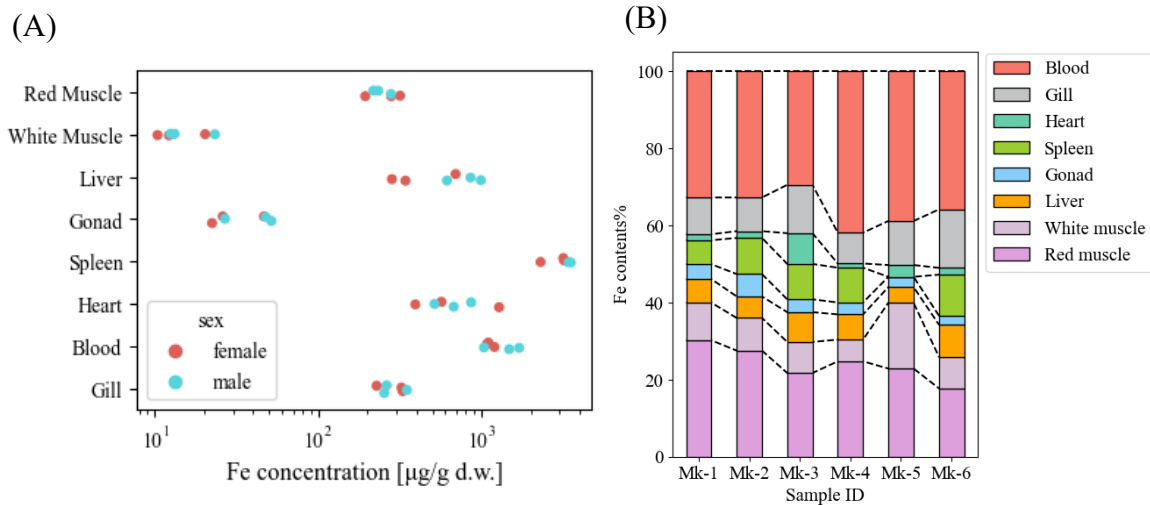 (A)
Red Muscle
White Muscle
Liver
Gonad
Spleen
Heart
Blood
Gill
sex
female
male
10¹
10²
10³
Fe concentration [μg/g d.w.]
(B)
Fe contents%
100
80
60
40
20
0
Mk-1 Mk-2 Mk-3 Mk-4 Mk-5 Mk-6
Sample ID
Blood
Gill
Heart
Spleen
Gonad
Liver
White muscle
Red muscle